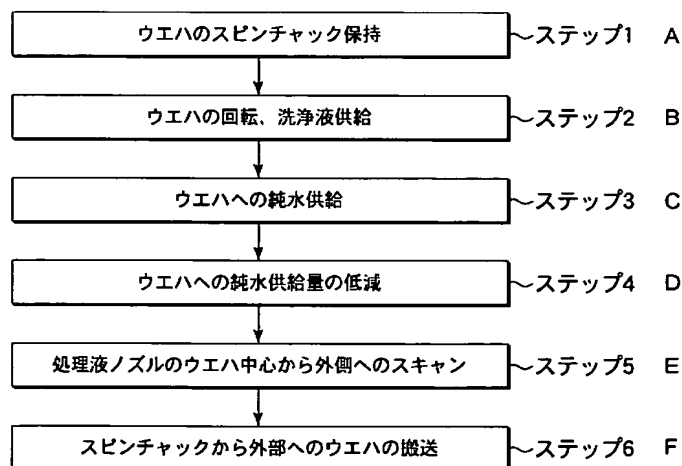 ウエハのスピンチャック保持 ～ステップ1 A
ウエハの回転、洗浄液供給 ～ステップ2 B
ウエハへの純水供給 ～ステップ3 C
ウエハへの純水供給量の低減 ～ステップ4 D
処理液ノズルのウエハ中心から外側へのスキャン ～ステップ5 E
スピンチャックから外部へのウエハの搬送 ～ステップ6 F